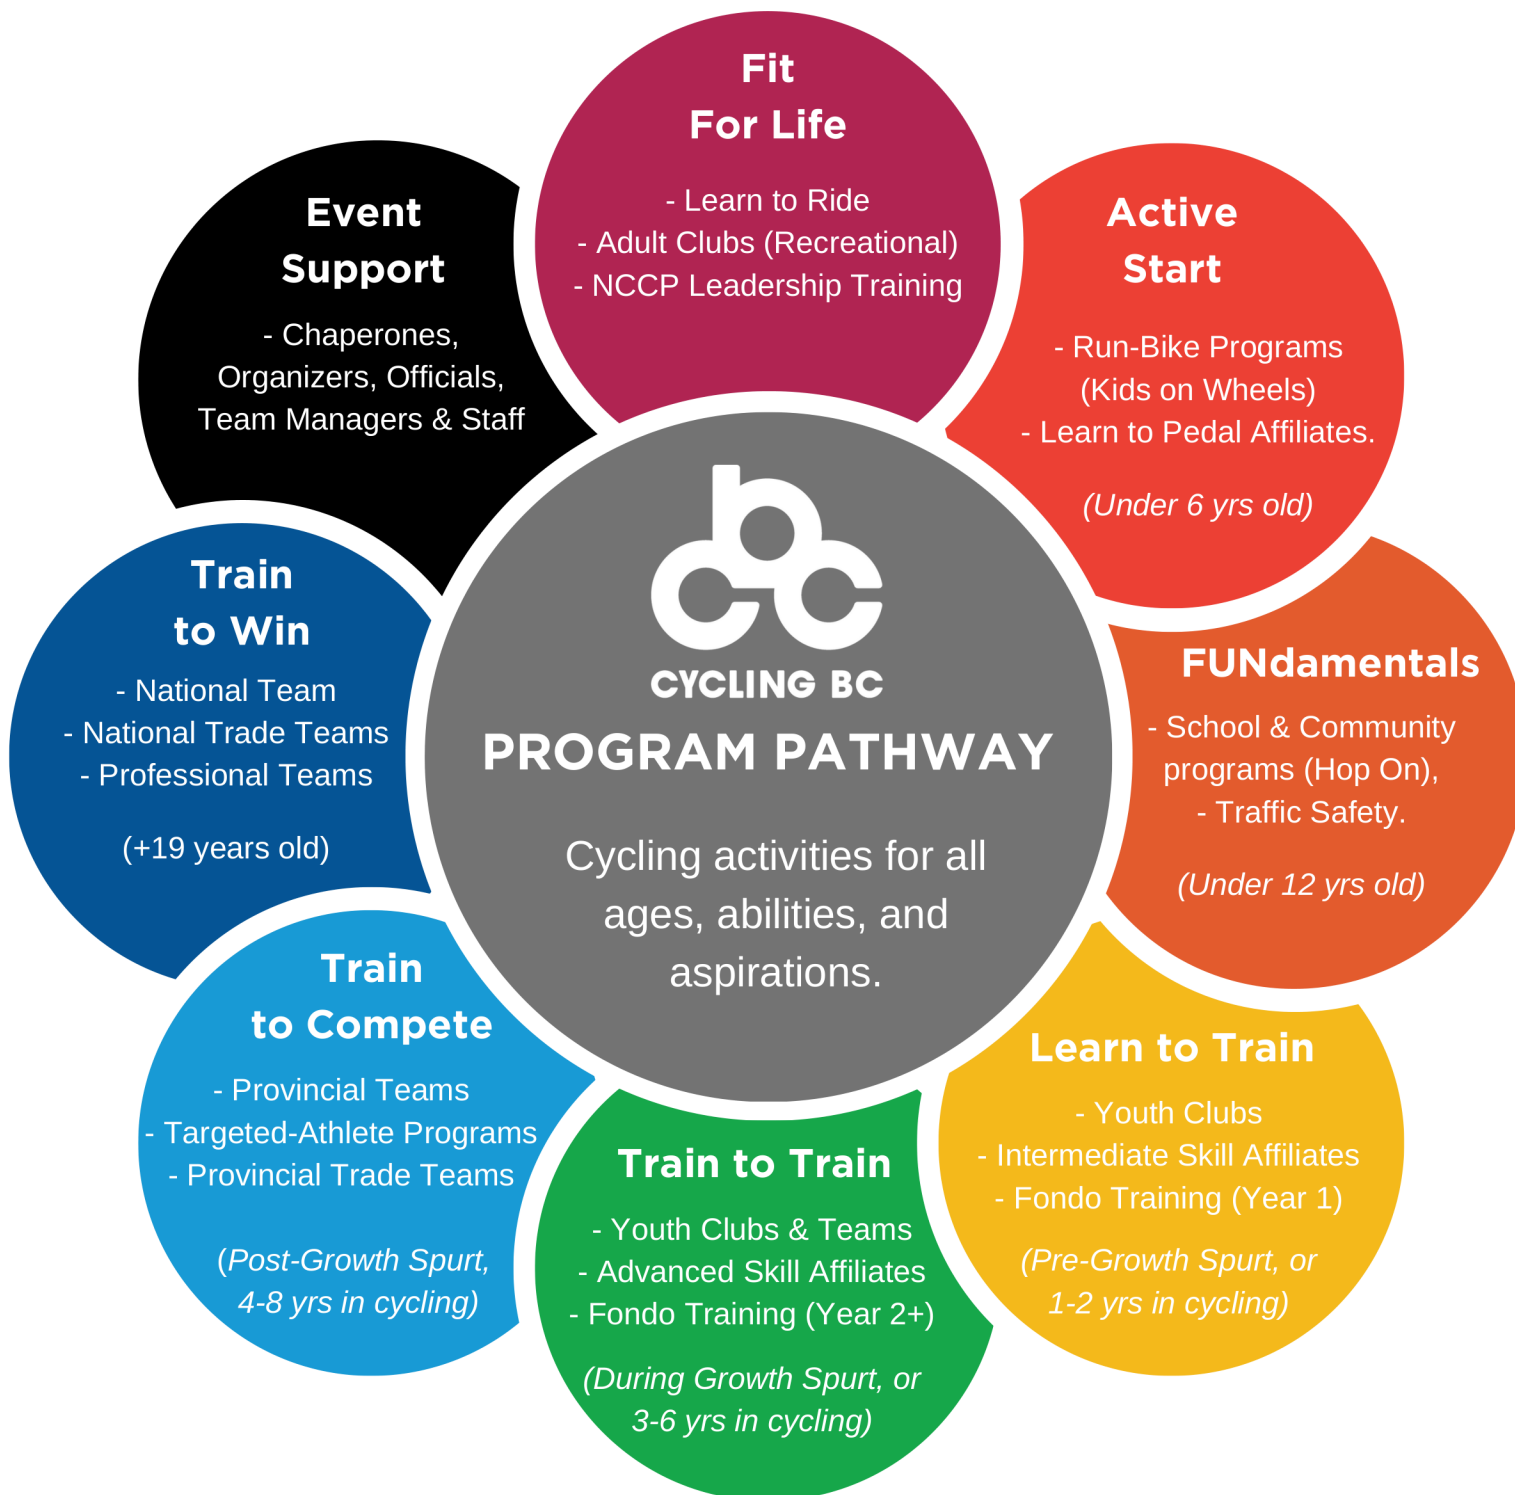 Fit
For Life
- Learn to Ride
- Adult Clubs (Recreational)
- NCCP Leadership Training
Active
Start
- Run-Bike Programs
(Kids on Wheels)
- Learn to Pedal Affiliates.
(Under 6 yrs old)
FUNdamentals
- School & Community
programs (Hop On),
- Traffic Safety.
(Under 12 yrs old)
Learn to Train
- Youth Clubs
- Intermediate Skill Affiliates
- Fondo Training (Year 1)
(Pre-Growth Spurt, or
1-2 yrs in cycling)
Train to Train
- Youth Clubs & Teams
- Advanced Skill Affiliates
- Fondo Training (Year 2+)
(During Growth Spurt, or
3-6 yrs in cycling)
Train
to Compete
- Provincial Teams
- Targeted-Athlete Programs
- Provincial Trade Teams
(Post-Growth Spurt,
4-8 yrs in cycling)
Train
to Win
- National Team
- National Trade Teams
- Professional Teams
(+19 years old)
Event
Support
- Chaperones,
Organizers, Officials,
Team Managers & Staff
cbc
CYCLING BC
PROGRAM PATHWAY
Cycling activities for all
ages, abilities, and
aspirations.